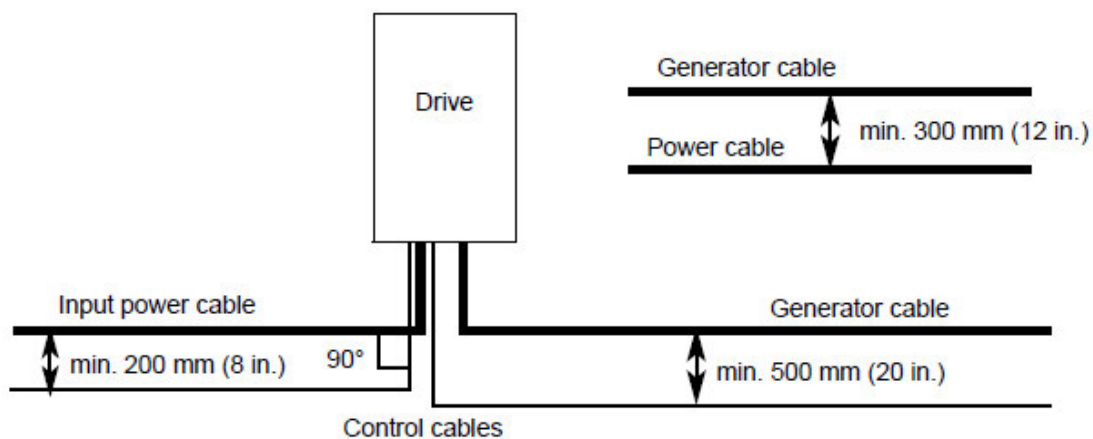 Generator cable
Drive
min. 300 mm (12 in.)
Power cable
Input power cable
Generator cable
min. 200 mm (8 in.)
90°
min. 500 mm (20 in.)
Control cables